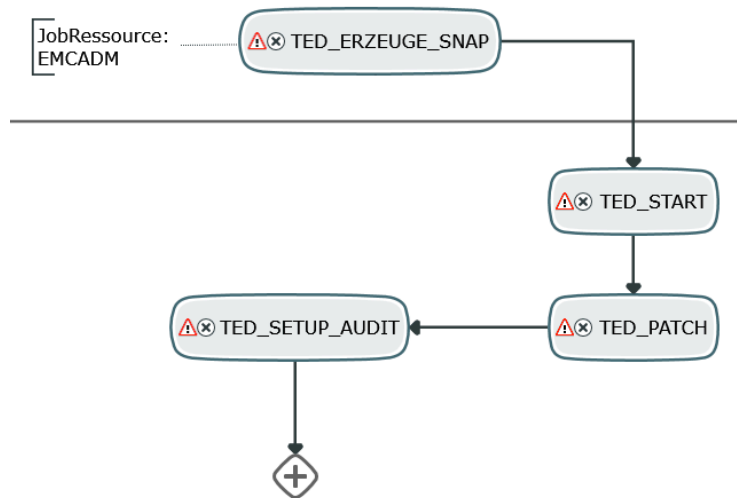 JobRessource:
EMCADM
TED_ERZEUGE_SNAP
TED_START
TED_SETUP_AUDIT
TED_PATCH